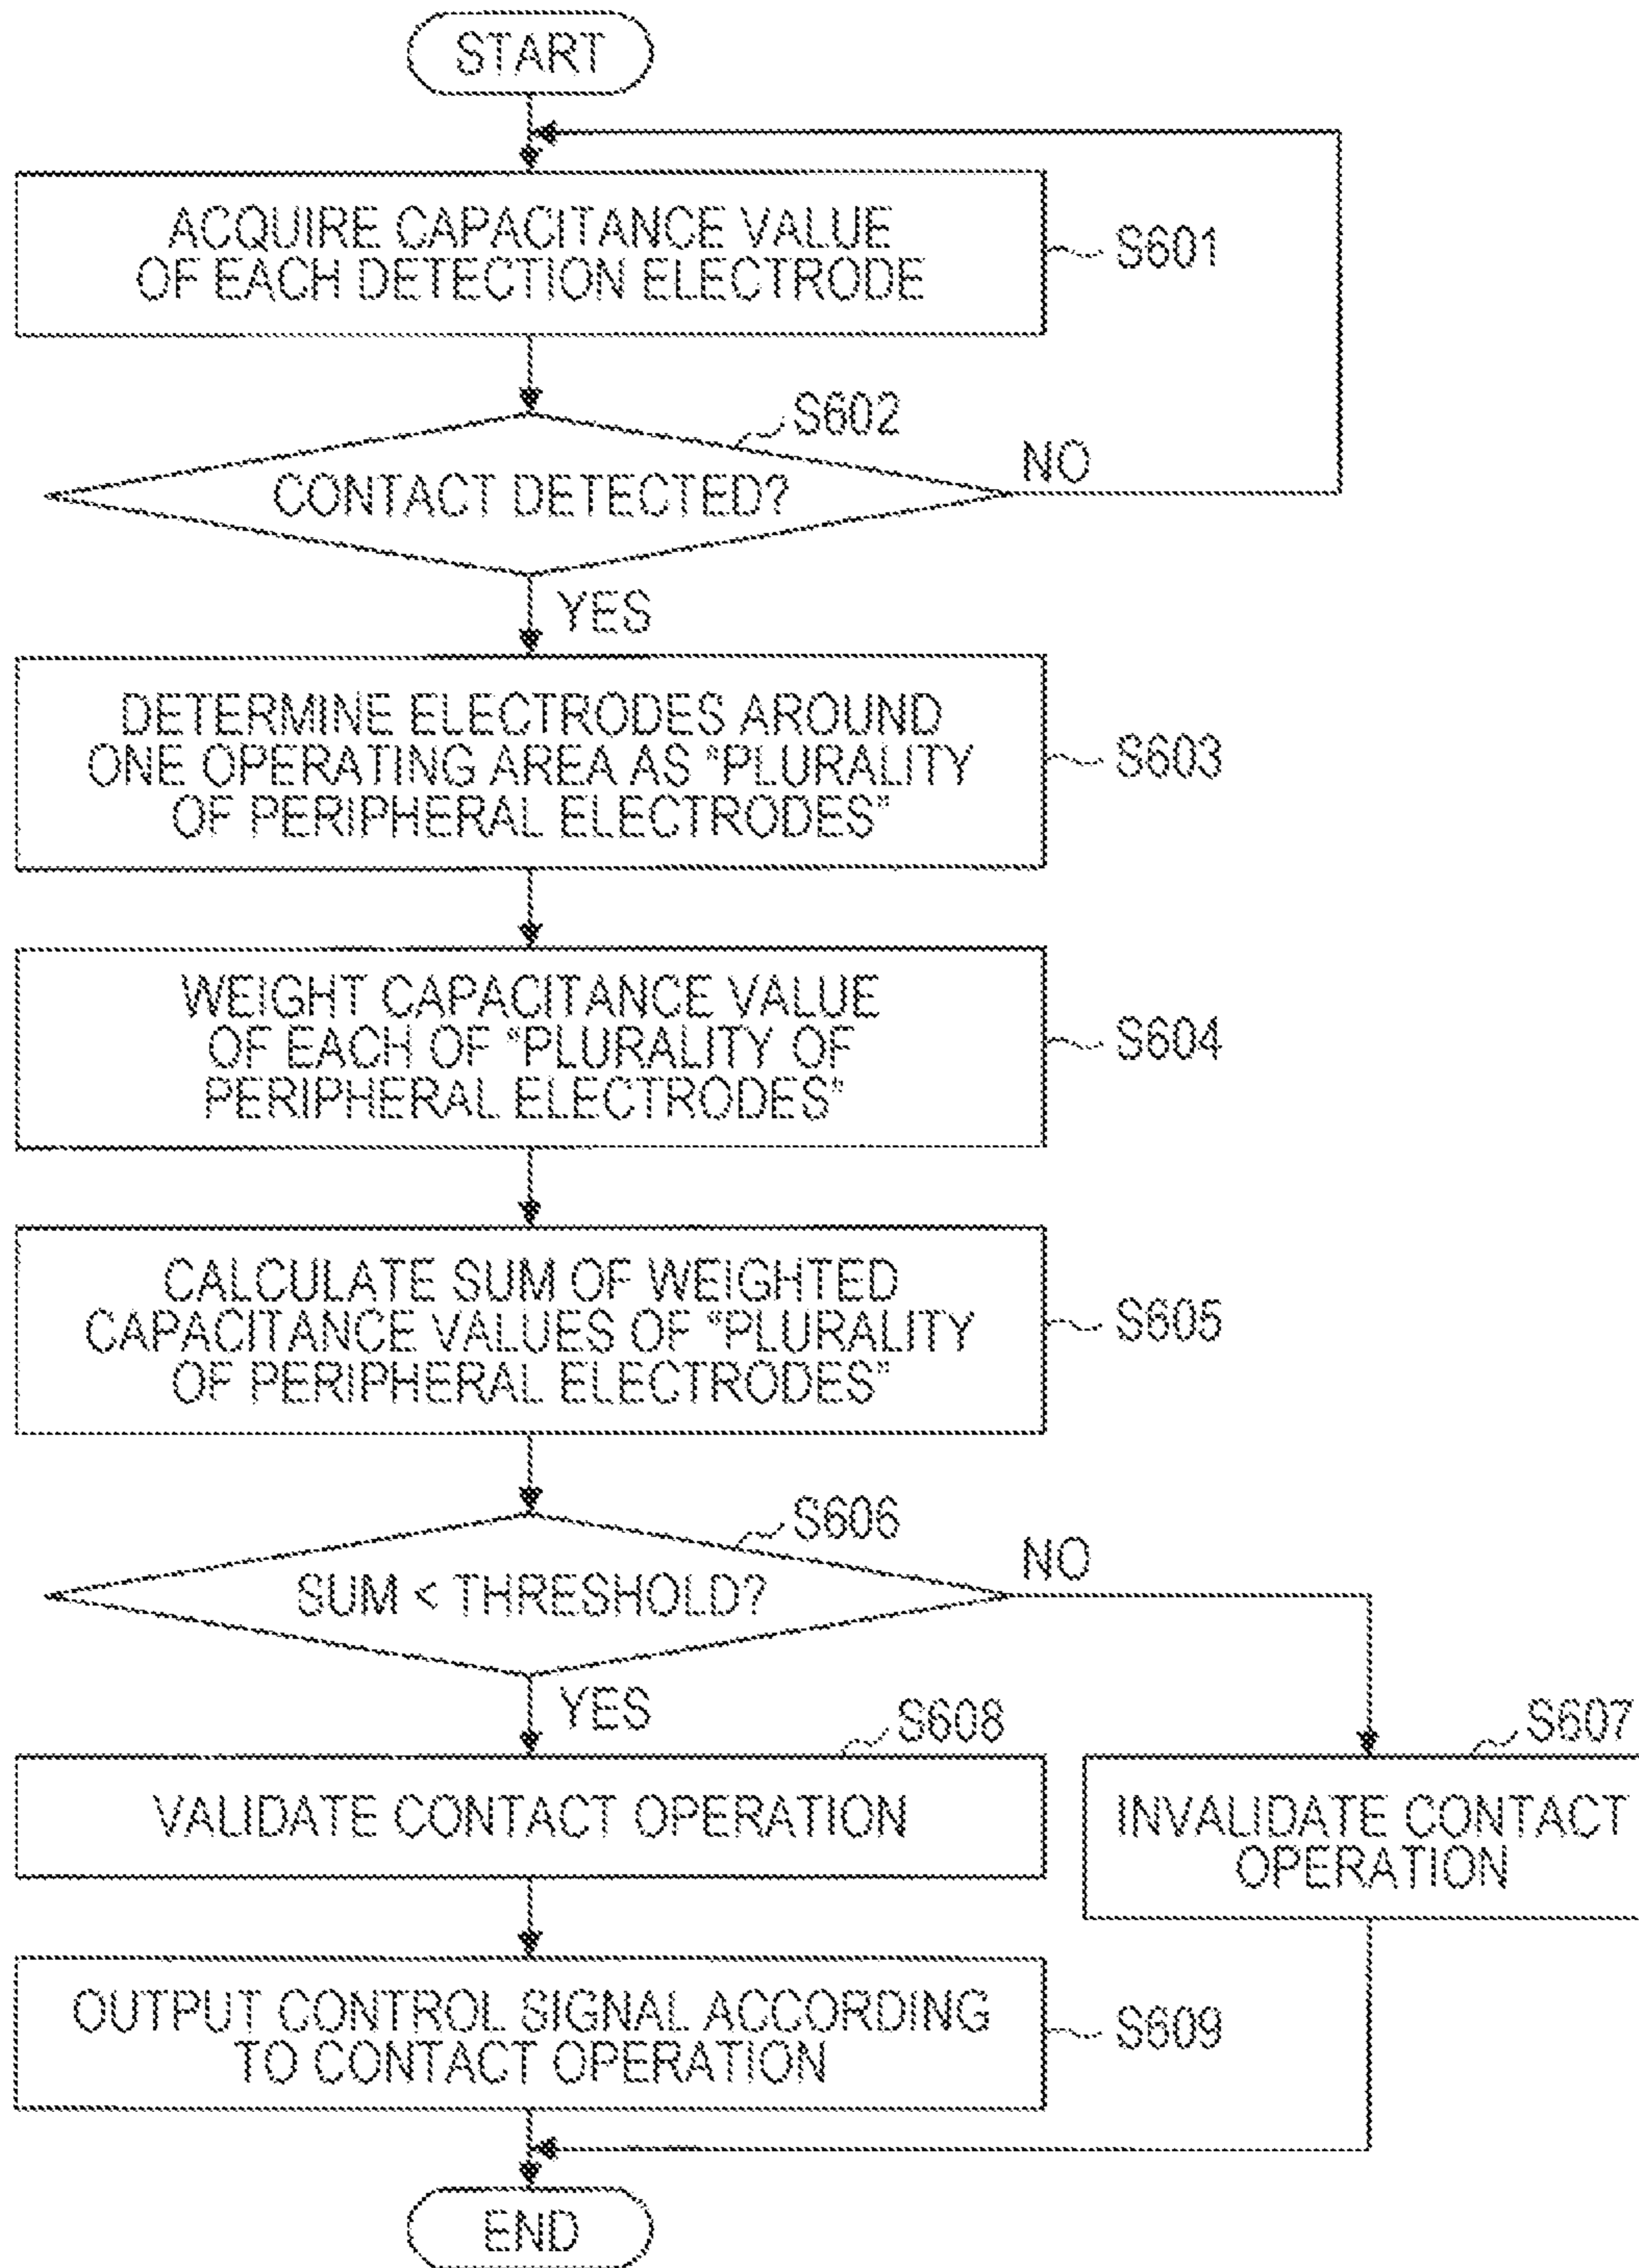 START
ACQUIRE CAPACITANCE VALUE
OF EACH DETECTION ELECTRODE
S601
S602
CONTACT DETECTED?
NO
YES
DETERMINE ELECTRODES AROUND
ONE OPERATING AREA AS "PLURALITY
OF PERIPHERAL ELECTRODES"
S603
WEIGHT CAPACITANCE VALUE
OF EACH OF "PLURALITY OF
PERIPHERAL ELECTRODES"
S604
CALCULATE SUM OF WEIGHTED
CAPACITANCE VALUES OF "PLURALITY
OF PERIPHERAL ELECTRODES"
S605
S606
SUM < THRESHOLD?
NO
YES
S608
VALIDATE CONTACT OPERATION
S607
INVALIDATE CONTACT
OPERATION
OUTPUT CONTROL SIGNAL ACCORDING
TO CONTACT OPERATION
S609
END